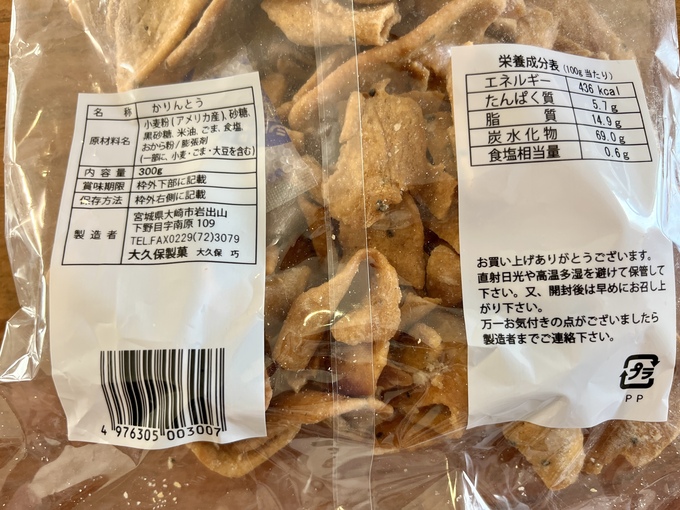 名 称 かりんとう
原材料名 小麦粉(アメリカ産)、砂糖、
黒砂糖、米油、ごま、食塩、
おから粉/膨張剤
(一部に、小麦・ごま・大豆を含む)
内 容 量 300g
賞味期限 枠外下部に記載
保存方法 枠外右側に記載
製 造 者 宮城県大崎市岩出山
下野目字南原 109
TEL.FAX0229(72)3079
大久保製菓 大久保 巧
4 976305 003007
栄養成分表(100g当たり)
エネルギー 436 kcal
たんぱく質 5.7g
脂 質 14.9g
炭水化物 69.0g
食塩相当量 0.6g
お買い上げありがとうございます。
直射日光や高温多湿を避けて保管して
下さい。又、開封後は早めにお召し上
がり下さい。
万一お気付きの点がございましたら
製造者までご連絡下さい。
プラ
PP